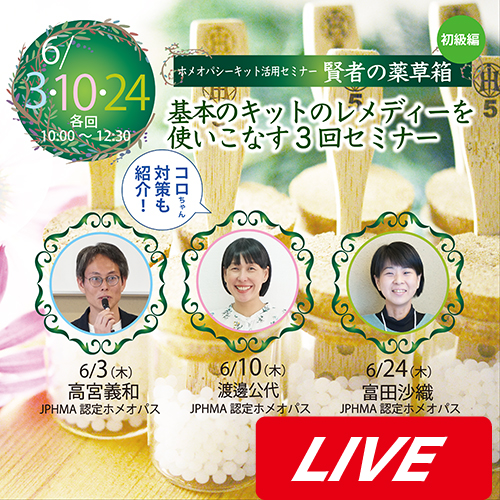 6/
3・10・24
各回
10:00～12:30
初級編
ホメオパシーキット活用セミナー 賢者の薬草箱
基本のキットのレメディーを
使いこなす３回セミナー
コロちゃん
対策も
紹介！
5
5
6/3(木)
高宮義和
JPHMA 認定ホメオパス
6/10(木)
渡邊公代
JPHMA 認定ホメオパス
6/24(木)
富田沙織
JPHMA 認定ホメオパス
LIVE